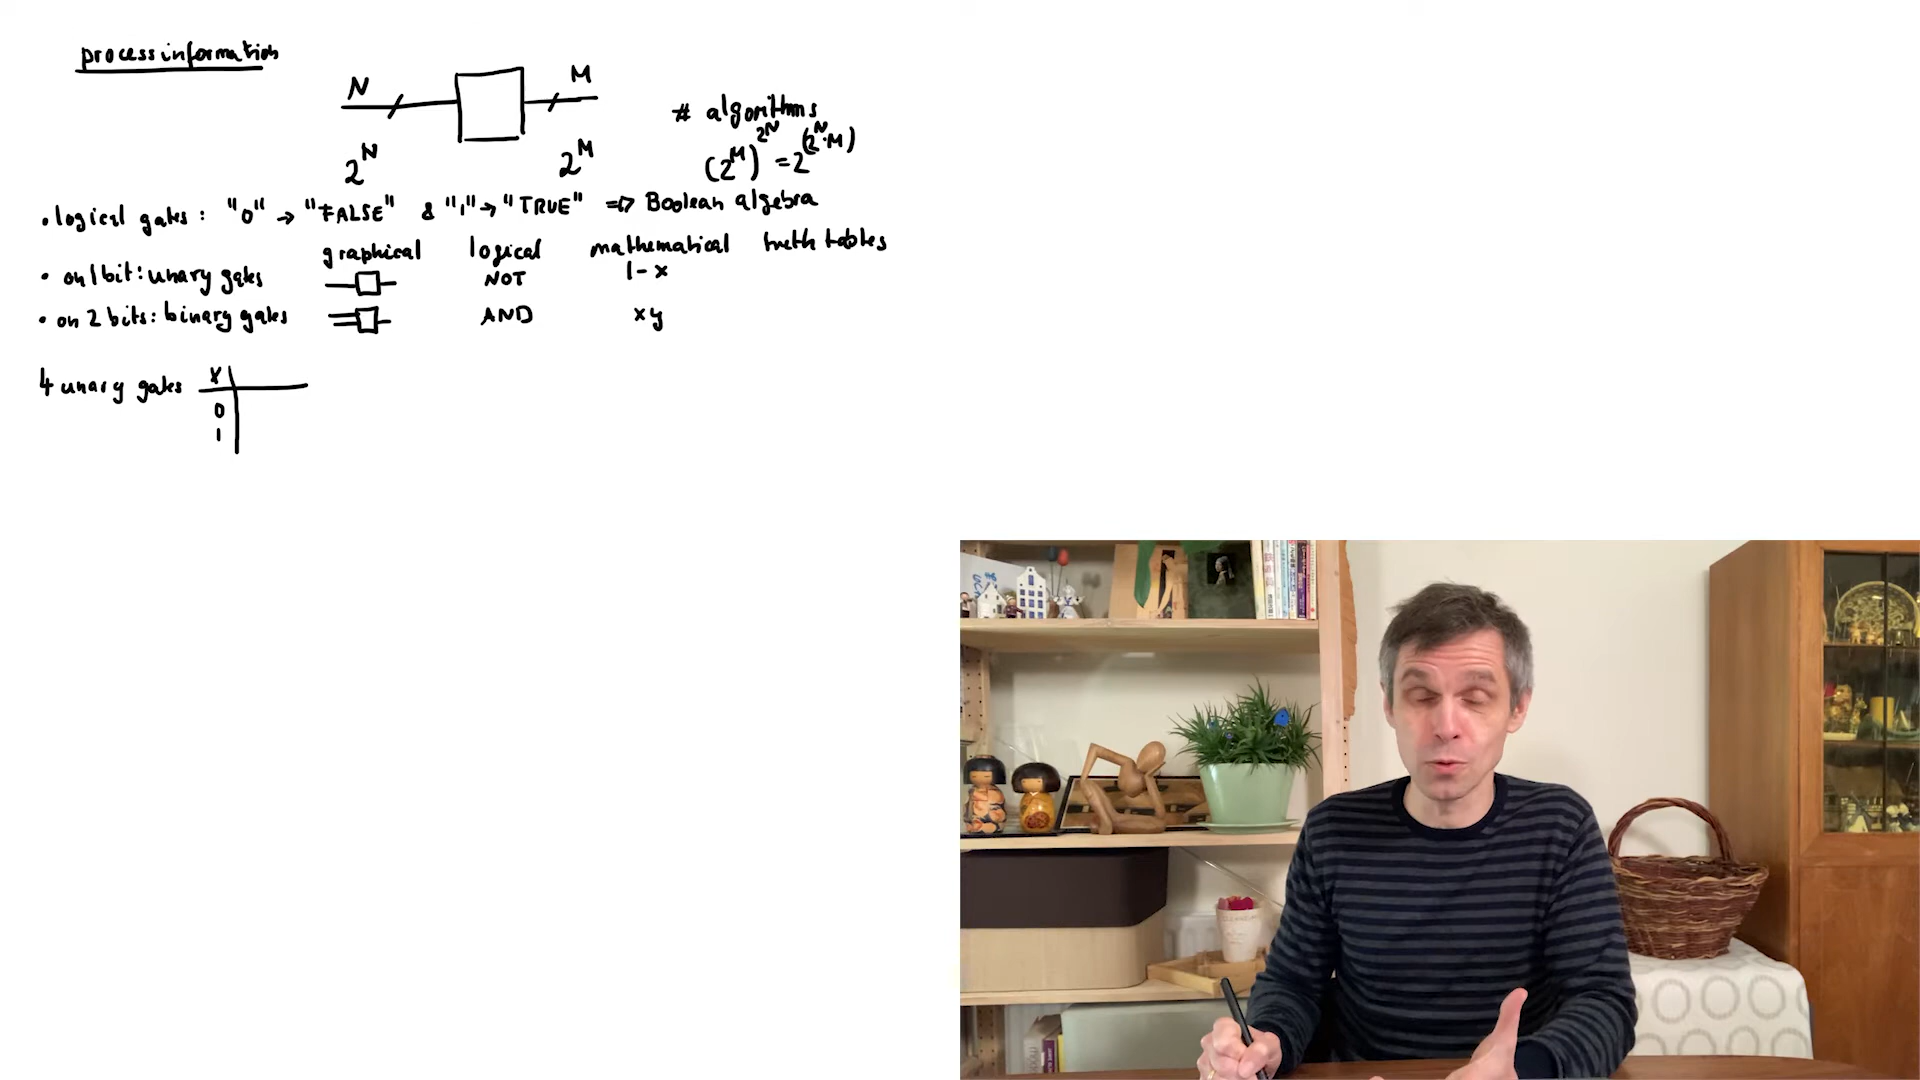 process information
N M
# algorithms
2^N 2^M (2^M)^2^N = 2^(2^N·M)
• logical gates : "0" → "FALSE" & "1" → "TRUE" ⇒ Boolean algebra
graphical logical mathematical truth tables
• on 1 bit : unary gates NOT 1 - x
• on 2 bits : binary gates AND xy
4 unary gates x
0
1